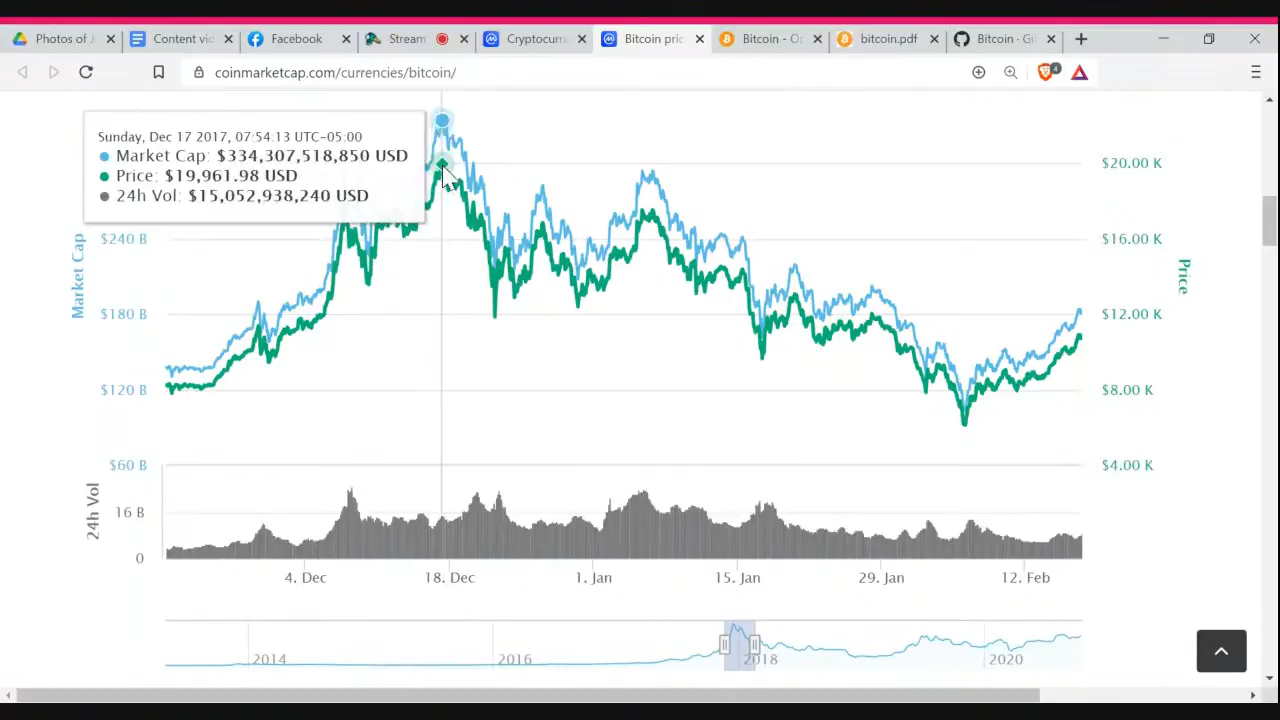 Photos of J
Content vid
Facebook
Stream
Cryptocurre
Bitcoin pric
Bitcoin - Op
bitcoin.pdf
Bitcoin · Git
coinmarketcap.com/currencies/bitcoin/
4
Sunday, Dec 17 2017, 07:54.13 UTC-05:00
Market Cap: $334,307,518,850 USD
Price: $19,961.98 USD
24h Vol: $15,052,938,240 USD
$20.00 K
$240 B
$16.00 K
Market Cap
Price
$180 B
$12.00 K
$120 B
$8.00 K
$60 B
$4.00 K
24h Vol
16 B
0
4. Dec
18. Dec
1. Jan
15. Jan
29. Jan
12. Feb
2014
2016
2018
2020